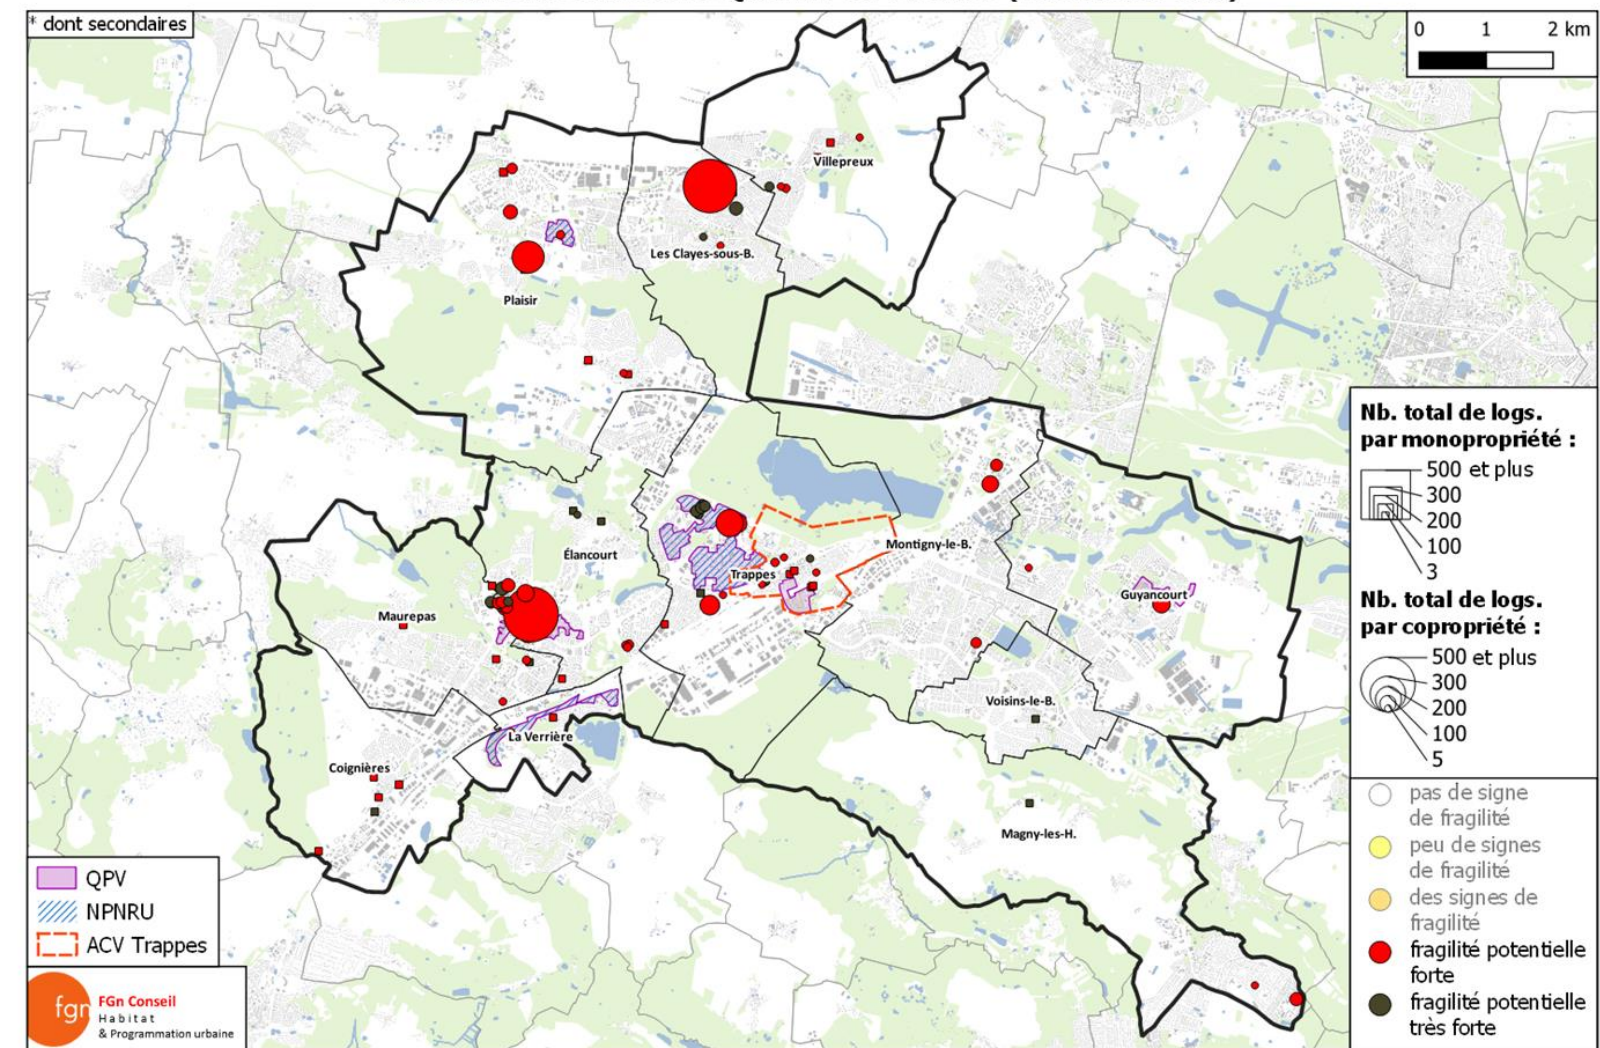 * dont secondaires
0 1 2 km
Villepreux
Les Clayes-sous-B.
Plaisir
Élancourt
Montigny-le-B.
Trappes
Guyancourt
Maurepas
Voisins-le-B.
La Verrière
Coignières
Magny-les-H.
Nb. total de logs.
par monopropriété :
500 et plus
300
200
100
3
Nb. total de logs.
par copropriété :
500 et plus
300
200
100
5
pas de signe
de fragilité
peu de signes
de fragilité
des signes de
fragilité
fragilité potentielle
forte
fragilité potentielle
très forte
QPV
NPNRU
ACV Trappes
fgn
FGn Conseil
Habitat
& Programmation urbaine